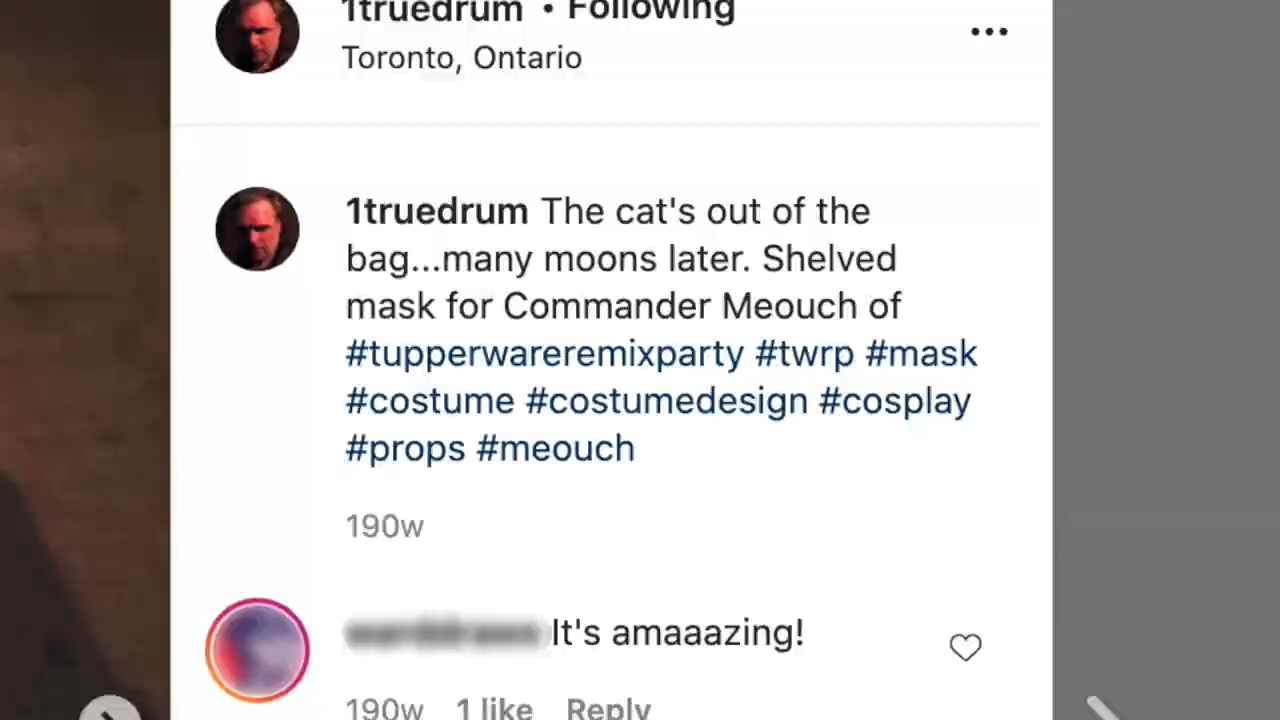 1truedrum • Following
Toronto, Ontario
1truedrum The cat's out of the
bag...many moons later. Shelved
mask for Commander Meouch of
#tupperwareremixparty #twrp #mask
#costume #costumedesign #cosplay
#props #meouch
190w
It's amaaazing!
190w 1 like Reply